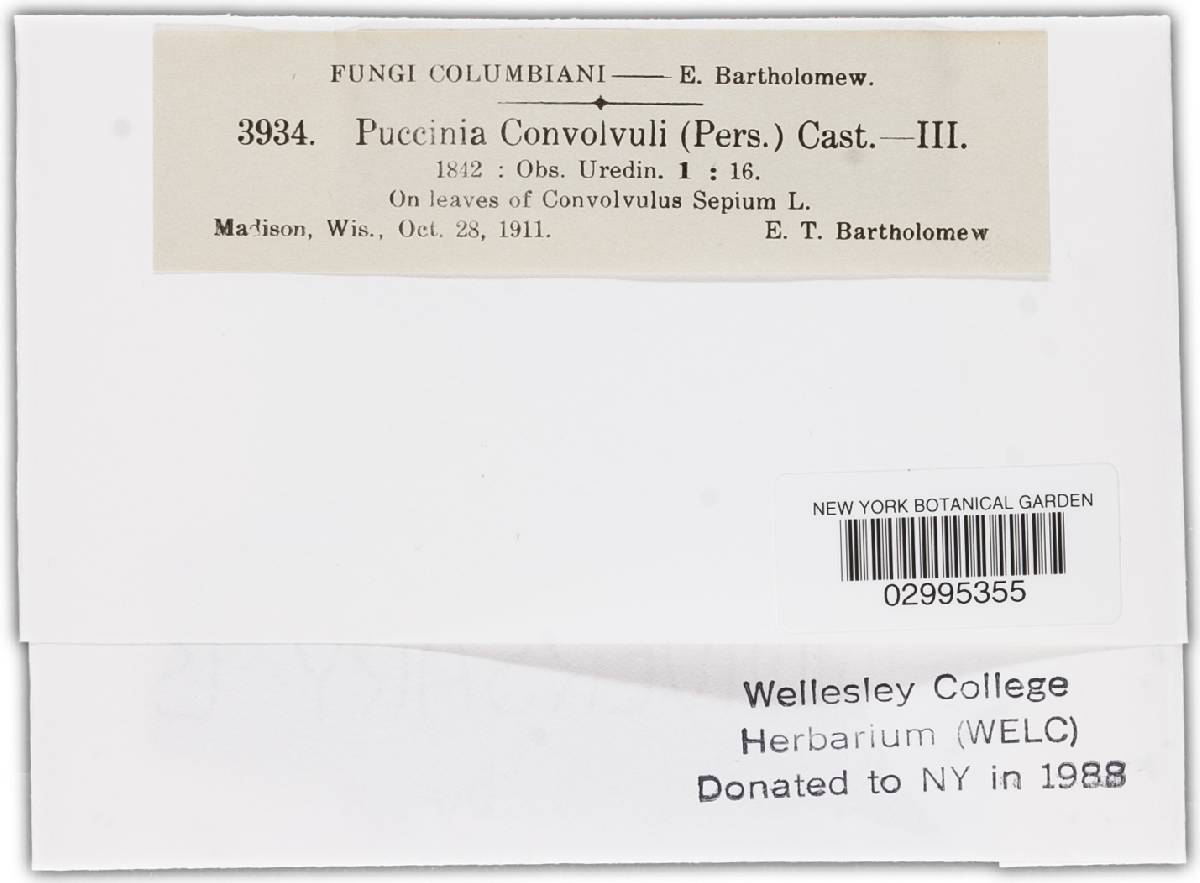 FUNGI COLUMBIANI — E. Bartholomew.
3934. Puccinia Convolvuli (Pers.) Cast.—III.
1842 : Obs. Uredin. 1 : 16.
On leaves of Convolvulus Sepium L.
Madison, Wis., Oct. 28, 1911. E. T. Bartholomew
NEW YORK BOTANICAL GARDEN
02995355
Wellesley College
Herbarium (WELC)
Donated to NY in 1988